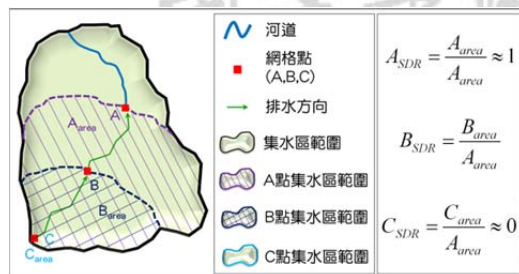 A
A_area
B
B_area
C
C_area
河道
網格點
(A,B,C)
排水方向
集水區範圍
A點集水區範圍
B點集水區範圍
C點集水區範圍
A_SDR = A_area / A_area ≈ 1
B_SDR = B_area / A_area
C_SDR = C_area / A_area ≈ 0